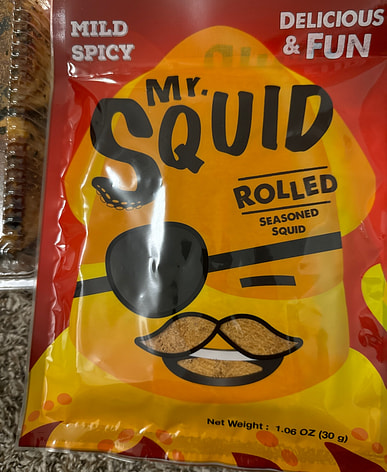 MILD
SPICY
DELICIOUS
& FUN
Mr.
SQUID
ROLLED
SEASONED
SQUID
Net Weight : 1.06 OZ (30 g)